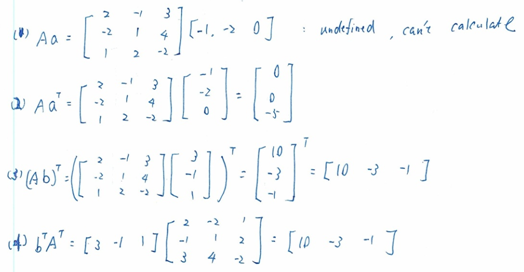 (1) Aa = [2 -1 3; -2 1 4; 1 2 -2] [-1, -2 0] : undefined, can't calculate
(2) Aaᵀ = [2 -1 3; -2 1 4; 1 2 -2] [-1; -2; 0] = [0; 0; -5]
(3) (Ab)ᵀ = ([2 -1 3; -2 1 4; 1 2 -2] [3; -1; 1])ᵀ = [10; -3; -1]ᵀ = [10 -3 -1]
(4) bᵀAᵀ = [3 -1 1] [2 -2 1; -1 1 2; 3 4 -2] = [10 -3 -1]